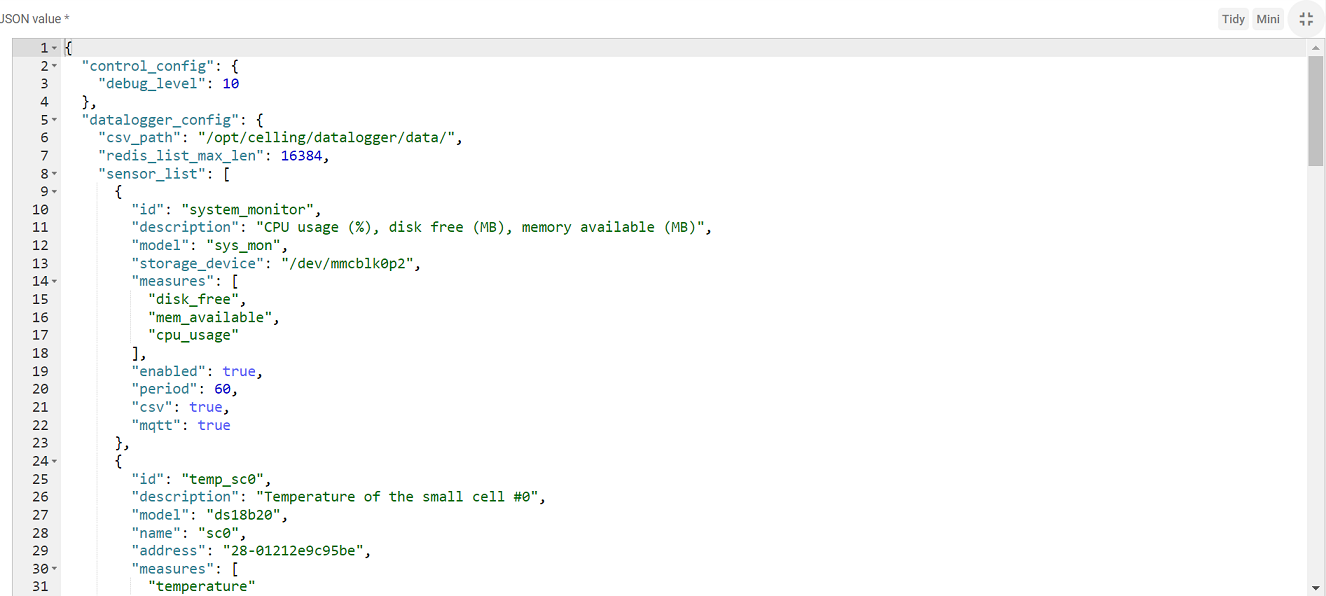 JSON value *
Tidy Mini
1 {
2 "control_config": {
3 "debug_level": 10
4 },
5 "datalogger_config": {
6 "csv_path": "/opt/celling/datalogger/data/",
7 "redis_list_max_len": 16384,
8 "sensor_list": [
9 {
10 "id": "system_monitor",
11 "description": "CPU usage (%), disk free (MB), memory available (MB)",
12 "model": "sys_mon",
13 "storage_device": "/dev/mmcblk0p2",
14 "measures": [
15 "disk_free",
16 "mem_available",
17 "cpu_usage"
18 ],
19 "enabled": true,
20 "period": 60,
21 "csv": true,
22 "mqtt": true
23 },
24 {
25 "id": "temp_sc0",
26 "description": "Temperature of the small cell #0",
27 "model": "ds18b20",
28 "name": "sc0",
29 "address": "28-01212e9c95be",
30 "measures": [
31 "temperature"